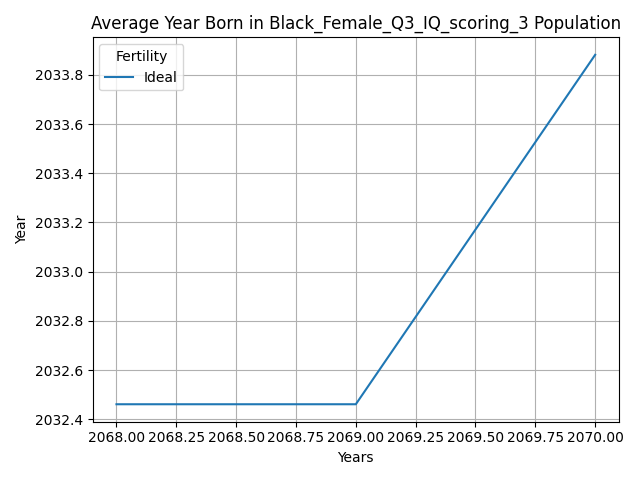 Average Year Born in Black_Female_Q3_IQ_scoring_3 Population
Fertility
Ideal
2033.8
2033.6
2033.4
2033.2
2033.0
2032.8
2032.6
2032.4
Year
2068.00 2068.25 2068.50 2068.75 2069.00 2069.25 2069.50 2069.75 2070.00
Years